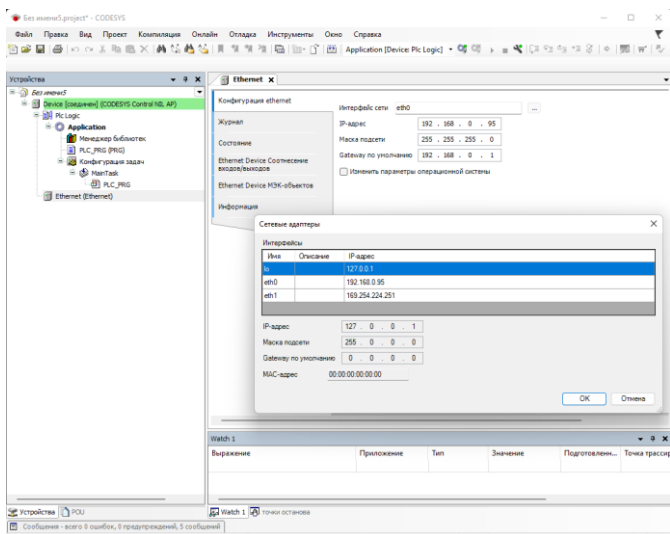 Без имени5.project* - CODESYS
Файл Правка Вид Проект Компиляция Онлайн Отладка Инструменты Окно Справка
Application [Device: Plc Logic]
Устройства
Без имени5
Device [соединен] (CODESYS Control NB, AP)
Plc Logic
Application
Менеджер библиотек
PLC_PRG (PRG)
Конфигурация задач
MainTask
PLC_PRG
Ethernet (Ethernet)
Ethernet
Конфигурация ethernet
Журнал
Состояние
Ethernet Device Соотнесение входов/выходов
Ethernet Device МЭК-объектов
Информация
Интерфейс сети eth0 ...
IP-адрес 192 . 168 . 0 . 95
Маска подсети 255 . 255 . 255 . 0
Gateway по умолчанию 192 . 168 . 0 . 1
Изменить параметры операционной системы
Сетевые адаптеры
Интерфейсы
Имя Описание IP-адрес
lo 127.0.0.1
eth0 192.168.0.95
eth1 169.254.224.251
IP-адрес 127 . 0 . 0 . 1
Маска подсети 255 . 0 . 0 . 0
Gateway по умолчанию 0 . 0 . 0 . 0
MAC-адрес 00:00:00:00:00:00
OK Отмена
Watch 1
Выражение Приложение Тип Значение Подготовленн... Точка трассир
Устройства POU
Watch 1 точки останова
Сообщения - всего 0 ошибок, 0 предупреждений, 5 сообщений